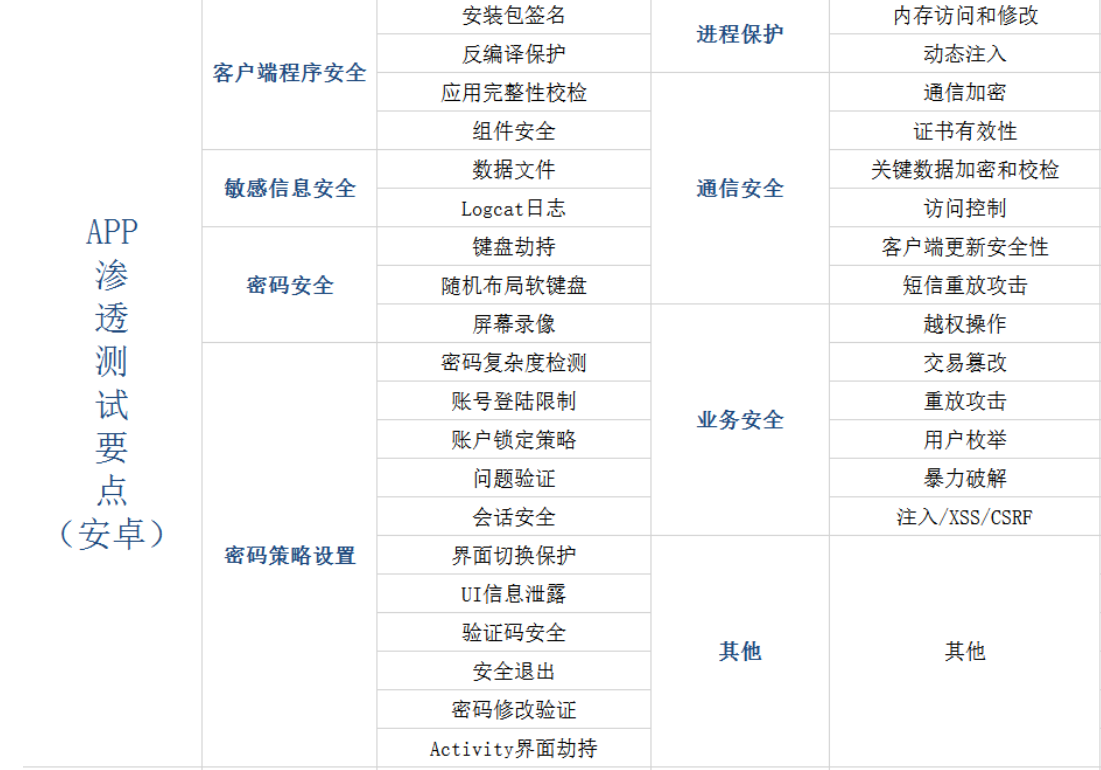 APP
渗
透
测
试
要
点
（安卓）
客户端程序安全
安装包签名
反编译保护
应用完整性校检
组件安全
敏感信息安全
数据文件
Logcat日志
密码安全
键盘劫持
随机布局软键盘
屏幕录像
密码策略设置
密码复杂度检测
账号登陆限制
账户锁定策略
问题验证
会话安全
界面切换保护
UI信息泄露
验证码安全
安全退出
密码修改验证
Activity界面劫持
进程保护
内存访问和修改
动态注入
通信安全
通信加密
证书有效性
关键数据加密和校检
访问控制
客户端更新安全性
短信重放攻击
业务安全
越权操作
交易篡改
重放攻击
用户枚举
暴力破解
注入/XSS/CSRF
其他
其他